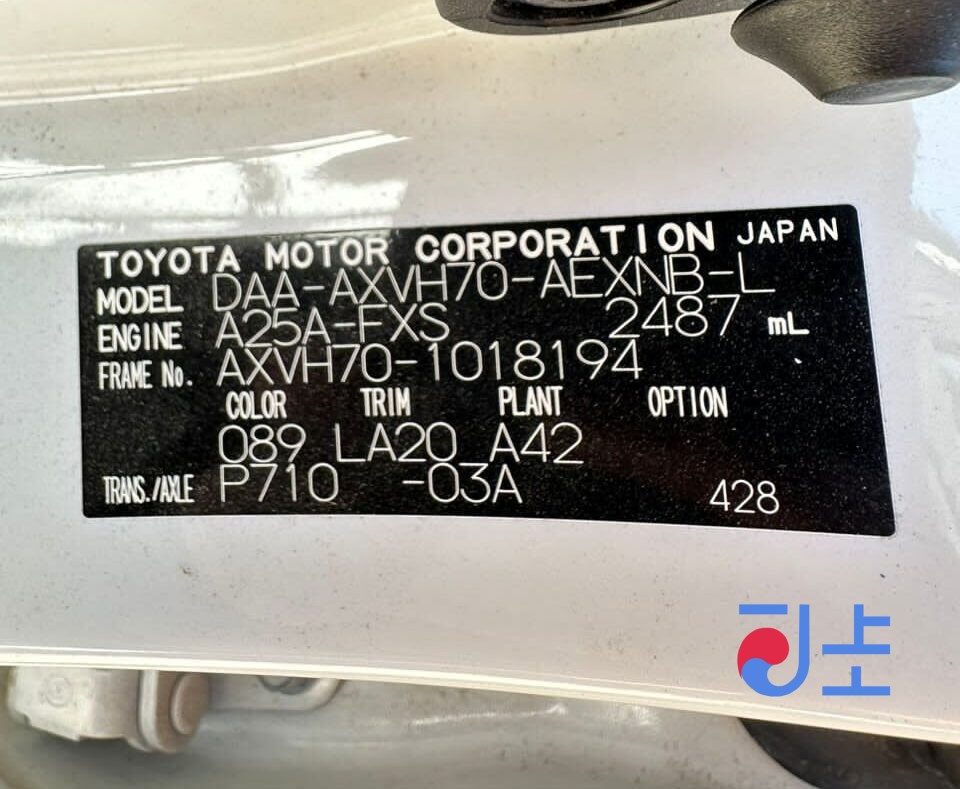 TOYOTA MOTOR CORPORATION JAPAN
MODEL DAA-AXVH70-AEXNB-L
ENGINE A25A-FXS 2487 mL
FRAME No. AXVH70-1018194
COLOR TRIM PLANT OPTION
089 LA20 A42
TRANS./AXLE P710 -03A 428